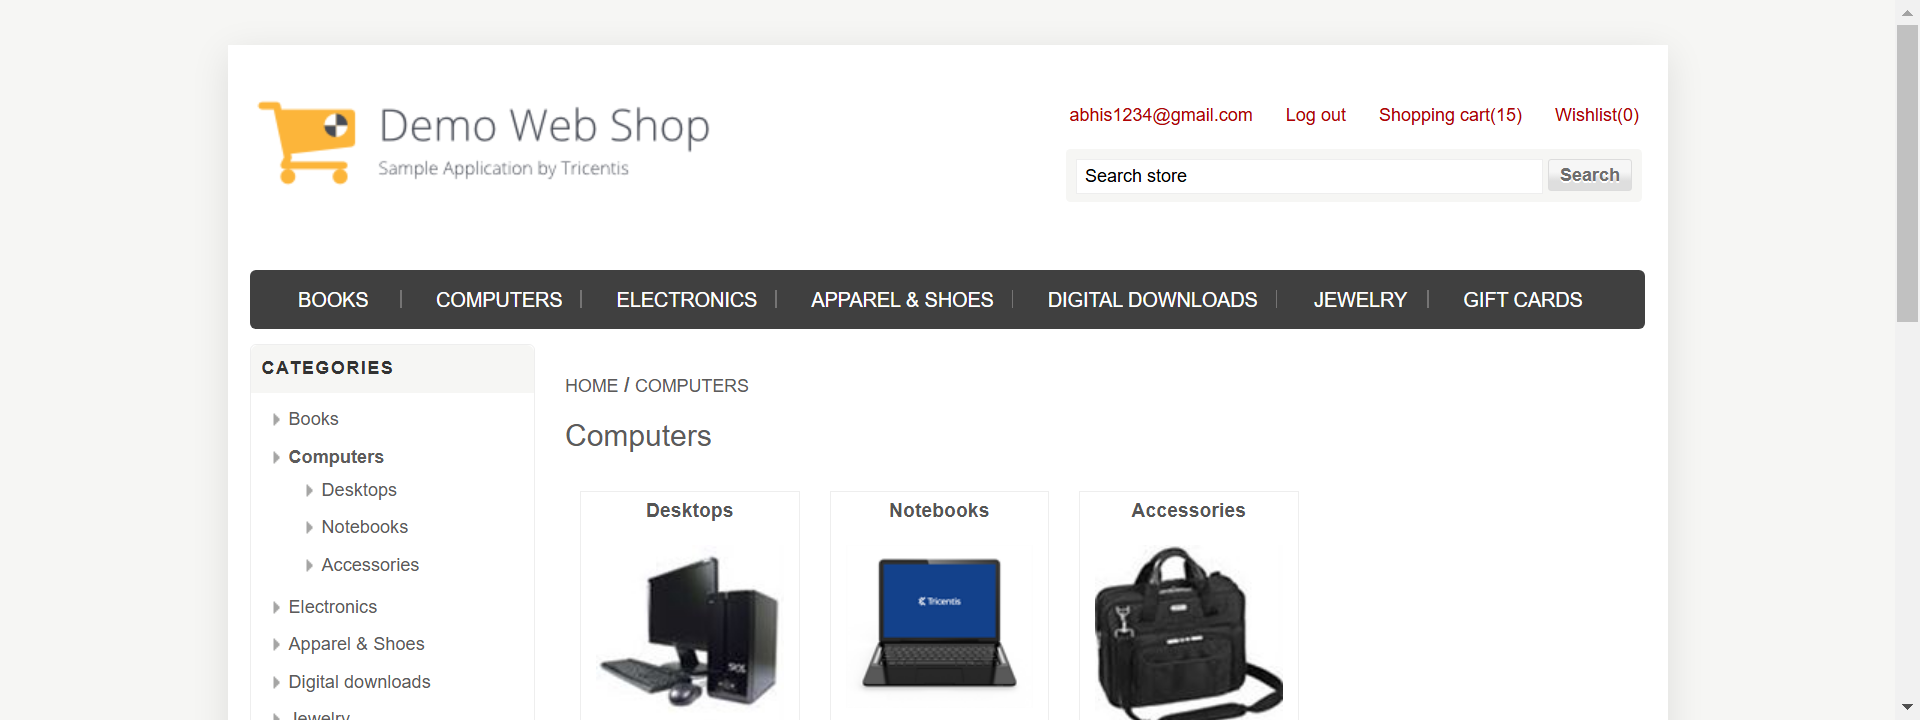 Demo Web Shop
Sample Application by Tricentis
abhis1234@gmail.com Log out Shopping cart(15) Wishlist(0)
Search store Search
BOOKS COMPUTERS ELECTRONICS APPAREL & SHOES DIGITAL DOWNLOADS JEWELRY GIFT CARDS
CATEGORIES
Books
Computers
Desktops
Notebooks
Accessories
Electronics
Apparel & Shoes
Digital downloads
Jewelry
HOME / COMPUTERS
Computers
Desktops
Notebooks
Tricentis
Accessories